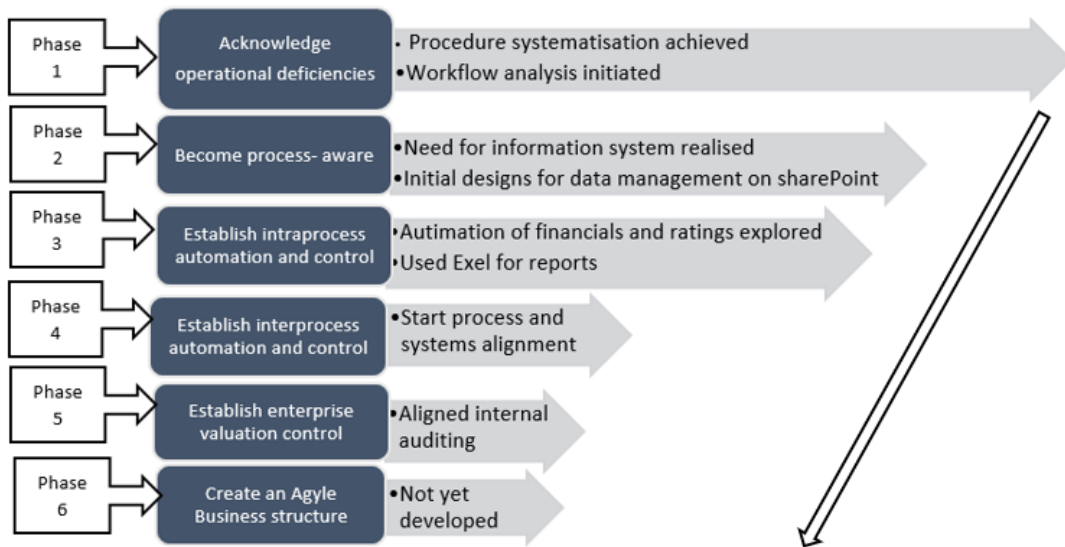 Phase
1
Acknowledge
operational deficiencies
• Procedure systematisation achieved
•Workflow analysis initiated
Phase
2
Become process- aware
•Need for information system realised
•Initial designs for data management on sharePoint
Phase
3
Establish intraprocess
automation and control
•Autimation of financials and ratings explored
•Used Exel for reports
Phase
4
Establish interprocess
automation and control
•Start process and
systems alignment
Phase
5
Establish enterprise
valuation control
•Aligned internal
auditing
Phase
6
Create an Agyle
Business structure
•Not yet
developed